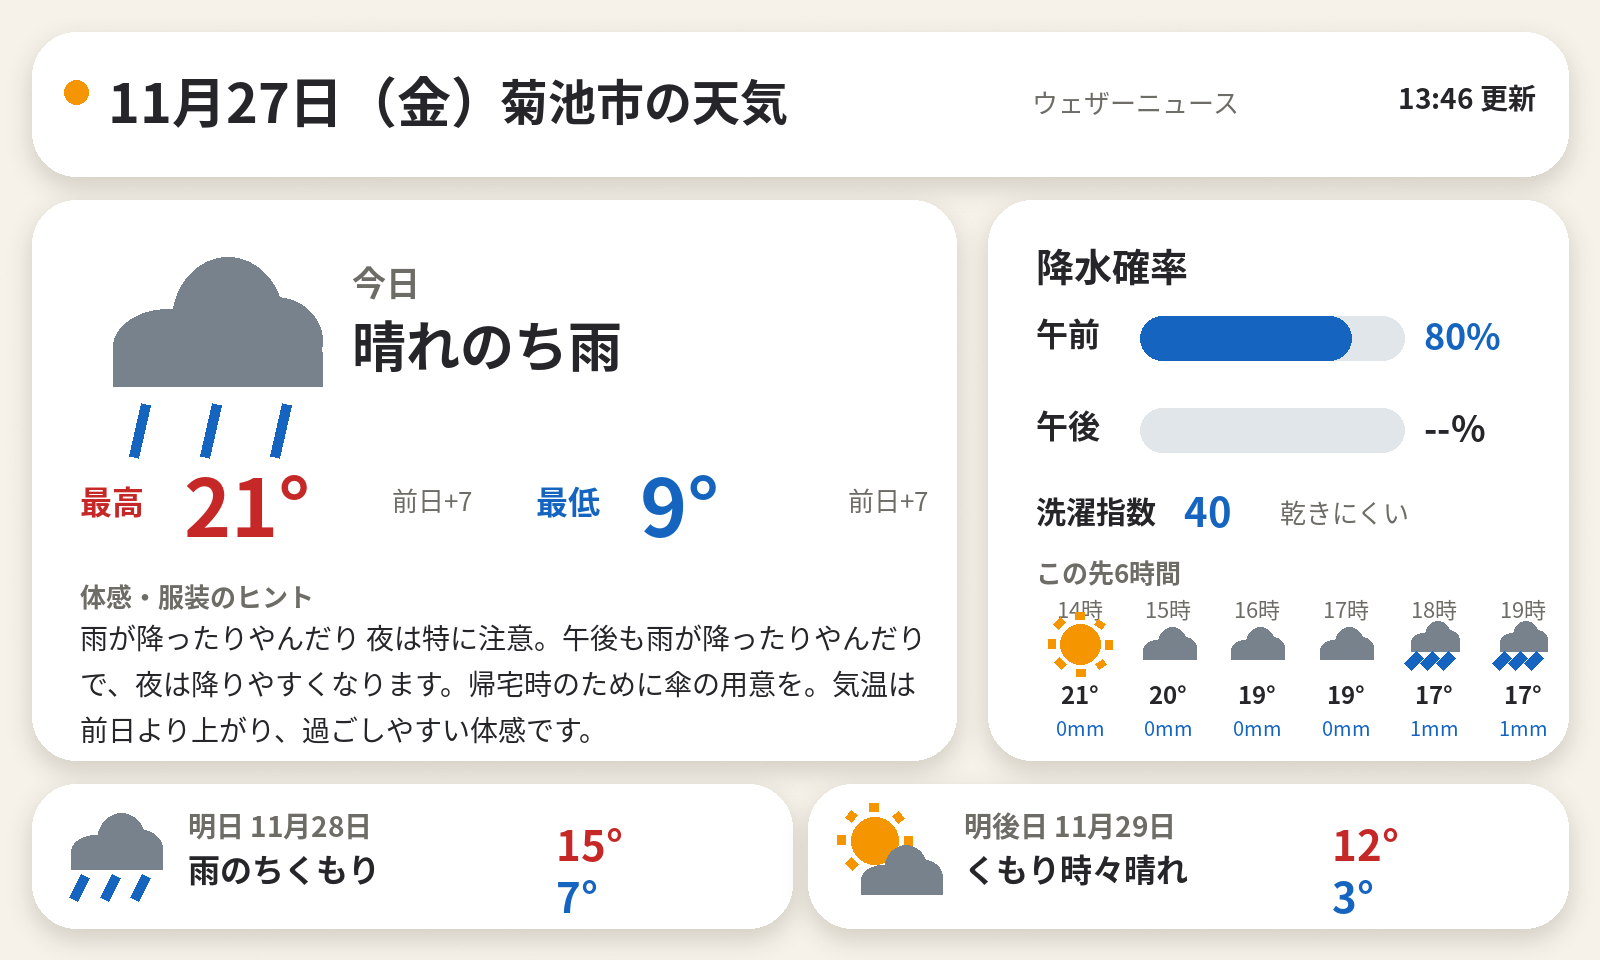 11月27日（金）菊池市の天気
ウェザーニュース
13:46 更新
今日
晴れのち雨
最高 21° 前日+7 最低 9° 前日+7
体感・服装のヒント
雨が降ったりやんだり 夜は特に注意。午後も雨が降ったりやんだり
で、夜は降りやすくなります。帰宅時のために傘の用意を。気温は
前日より上がり、過ごしやすい体感です。
降水確率
午前 80%
午後 --%
洗濯指数 40 乾きにくい
この先6時間
14時 15時 16時 17時 18時 19時
21° 20° 19° 19° 17° 17°
0mm 0mm 0mm 0mm 1mm 1mm
明日 11月28日
雨のちくもり
15°
7°
明後日 11月29日
くもり時々晴れ
12°
3°